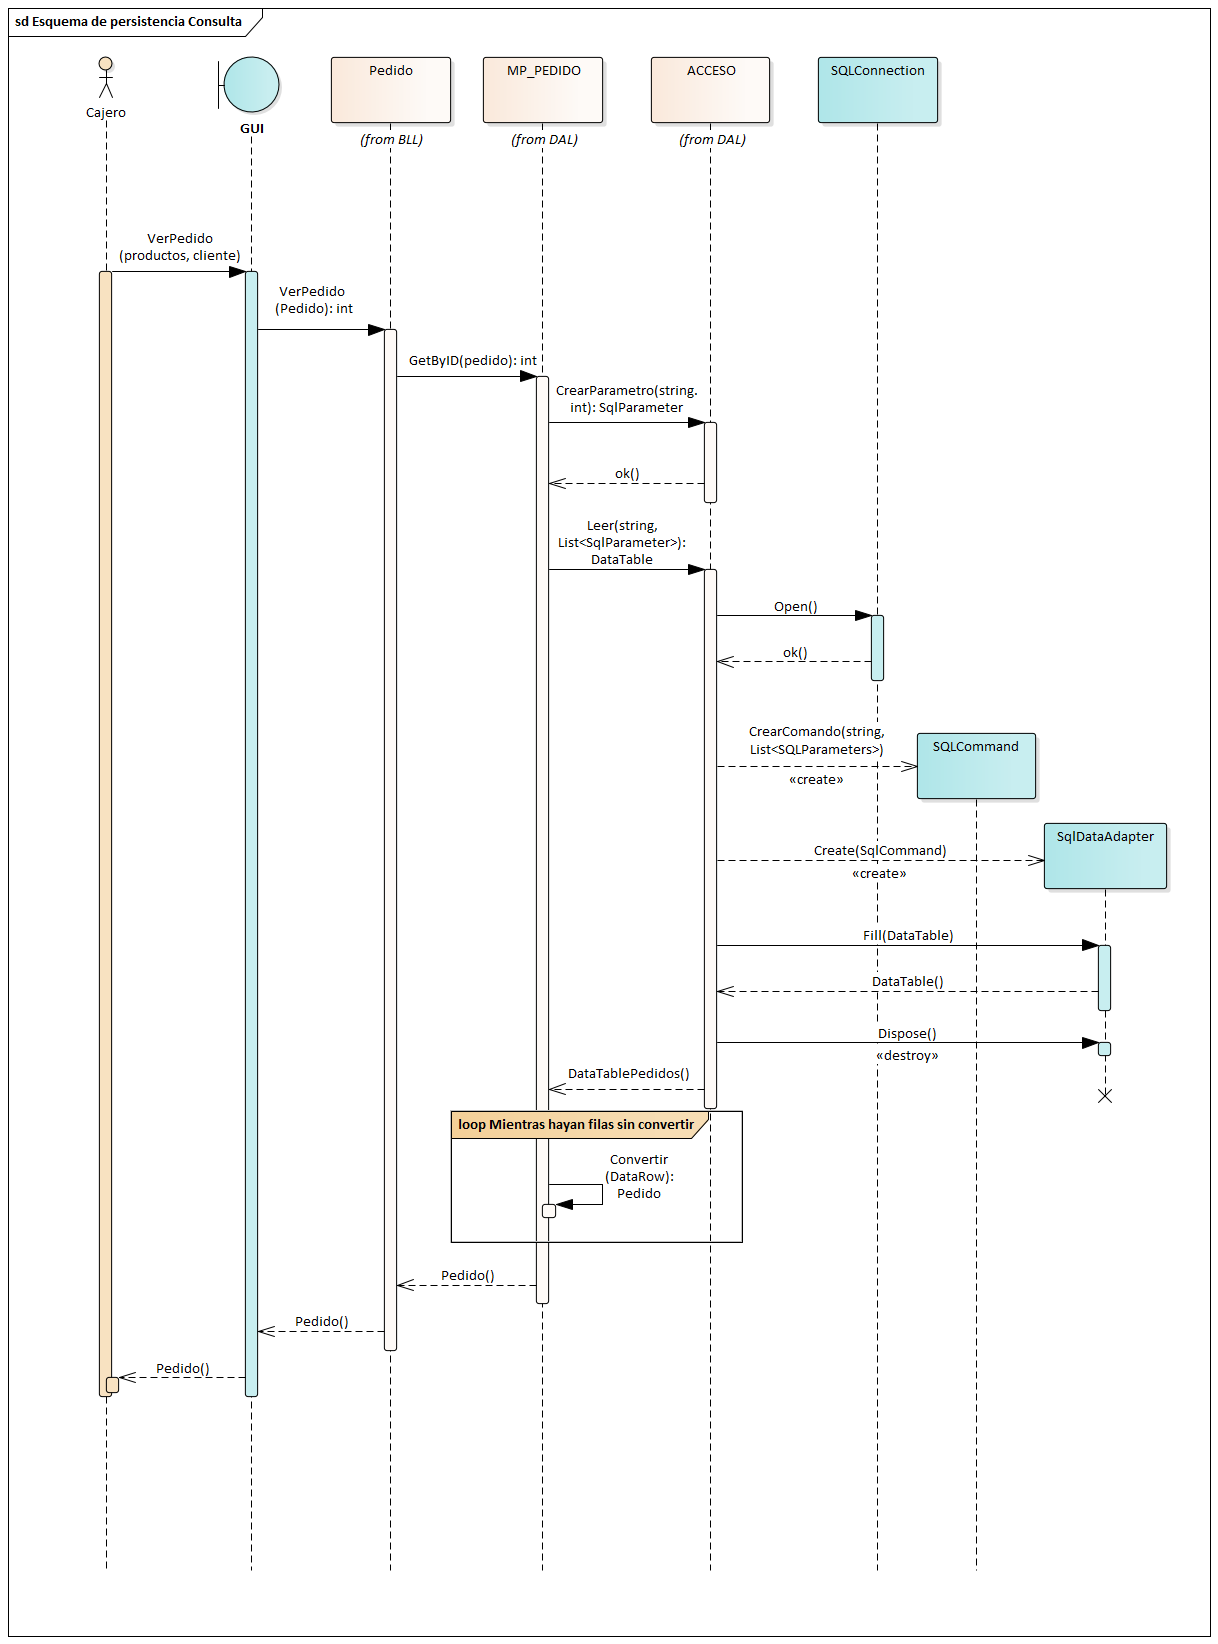 sd Esquema de persistencia Consulta
Cajero
GUI
Pedido
(from BLL)
MP_PEDIDO
(from DAL)
ACCESO
(from DAL)
SQLConnection
VerPedido
(productos, cliente)
VerPedido
(Pedido): int
GetByID(pedido): int
CrearParametro(string.
int): SqlParameter
ok()
Leer(string,
List<SqlParameter>):
DataTable
Open()
ok()
CrearComando(string,
List<SQLParameters>)
«create»
SQLCommand
SqlDataAdapter
Create(SqlCommand)
«create»
Fill(DataTable)
DataTable()
Dispose()
«destroy»
DataTablePedidos()
loop Mientras hayan filas sin convertir
Convertir
(DataRow):
Pedido
Pedido()
Pedido()
Pedido()